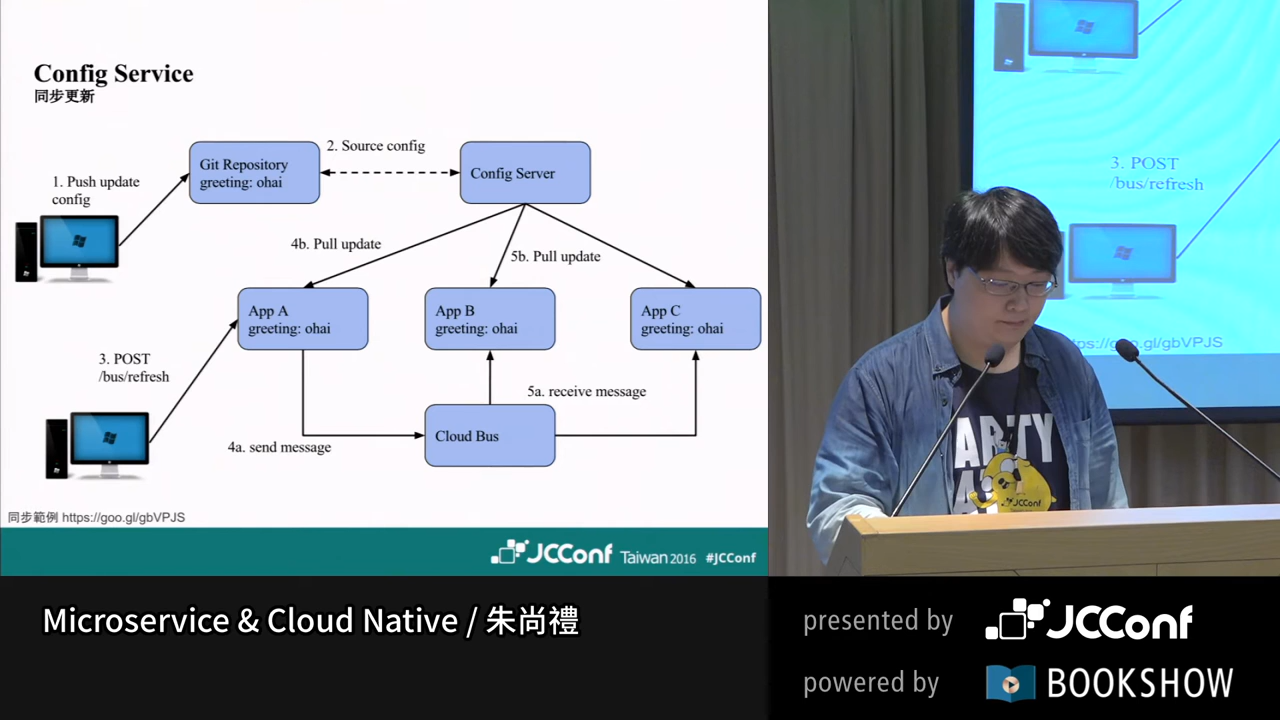 Config Service
同步更新
1. Push update
config
Git Repository
greeting: ohai
2. Source config
Config Server
4b. Pull update
5b. Pull update
App A
greeting: ohai
App B
greeting: ohai
App C
greeting: ohai
3. POST
/bus/refresh
5a. receive message
4a. send message
Cloud Bus
同步範例 https://goo.gl/gbVPJS
JCConf Taiwan 2016 #JCConf
3. POST
/bus/refresh
ps://goo.gl/gbVPJS
JCConf
Microservice & Cloud Native / 朱尚禮
presented by JCConf
powered by BOOKSHOW